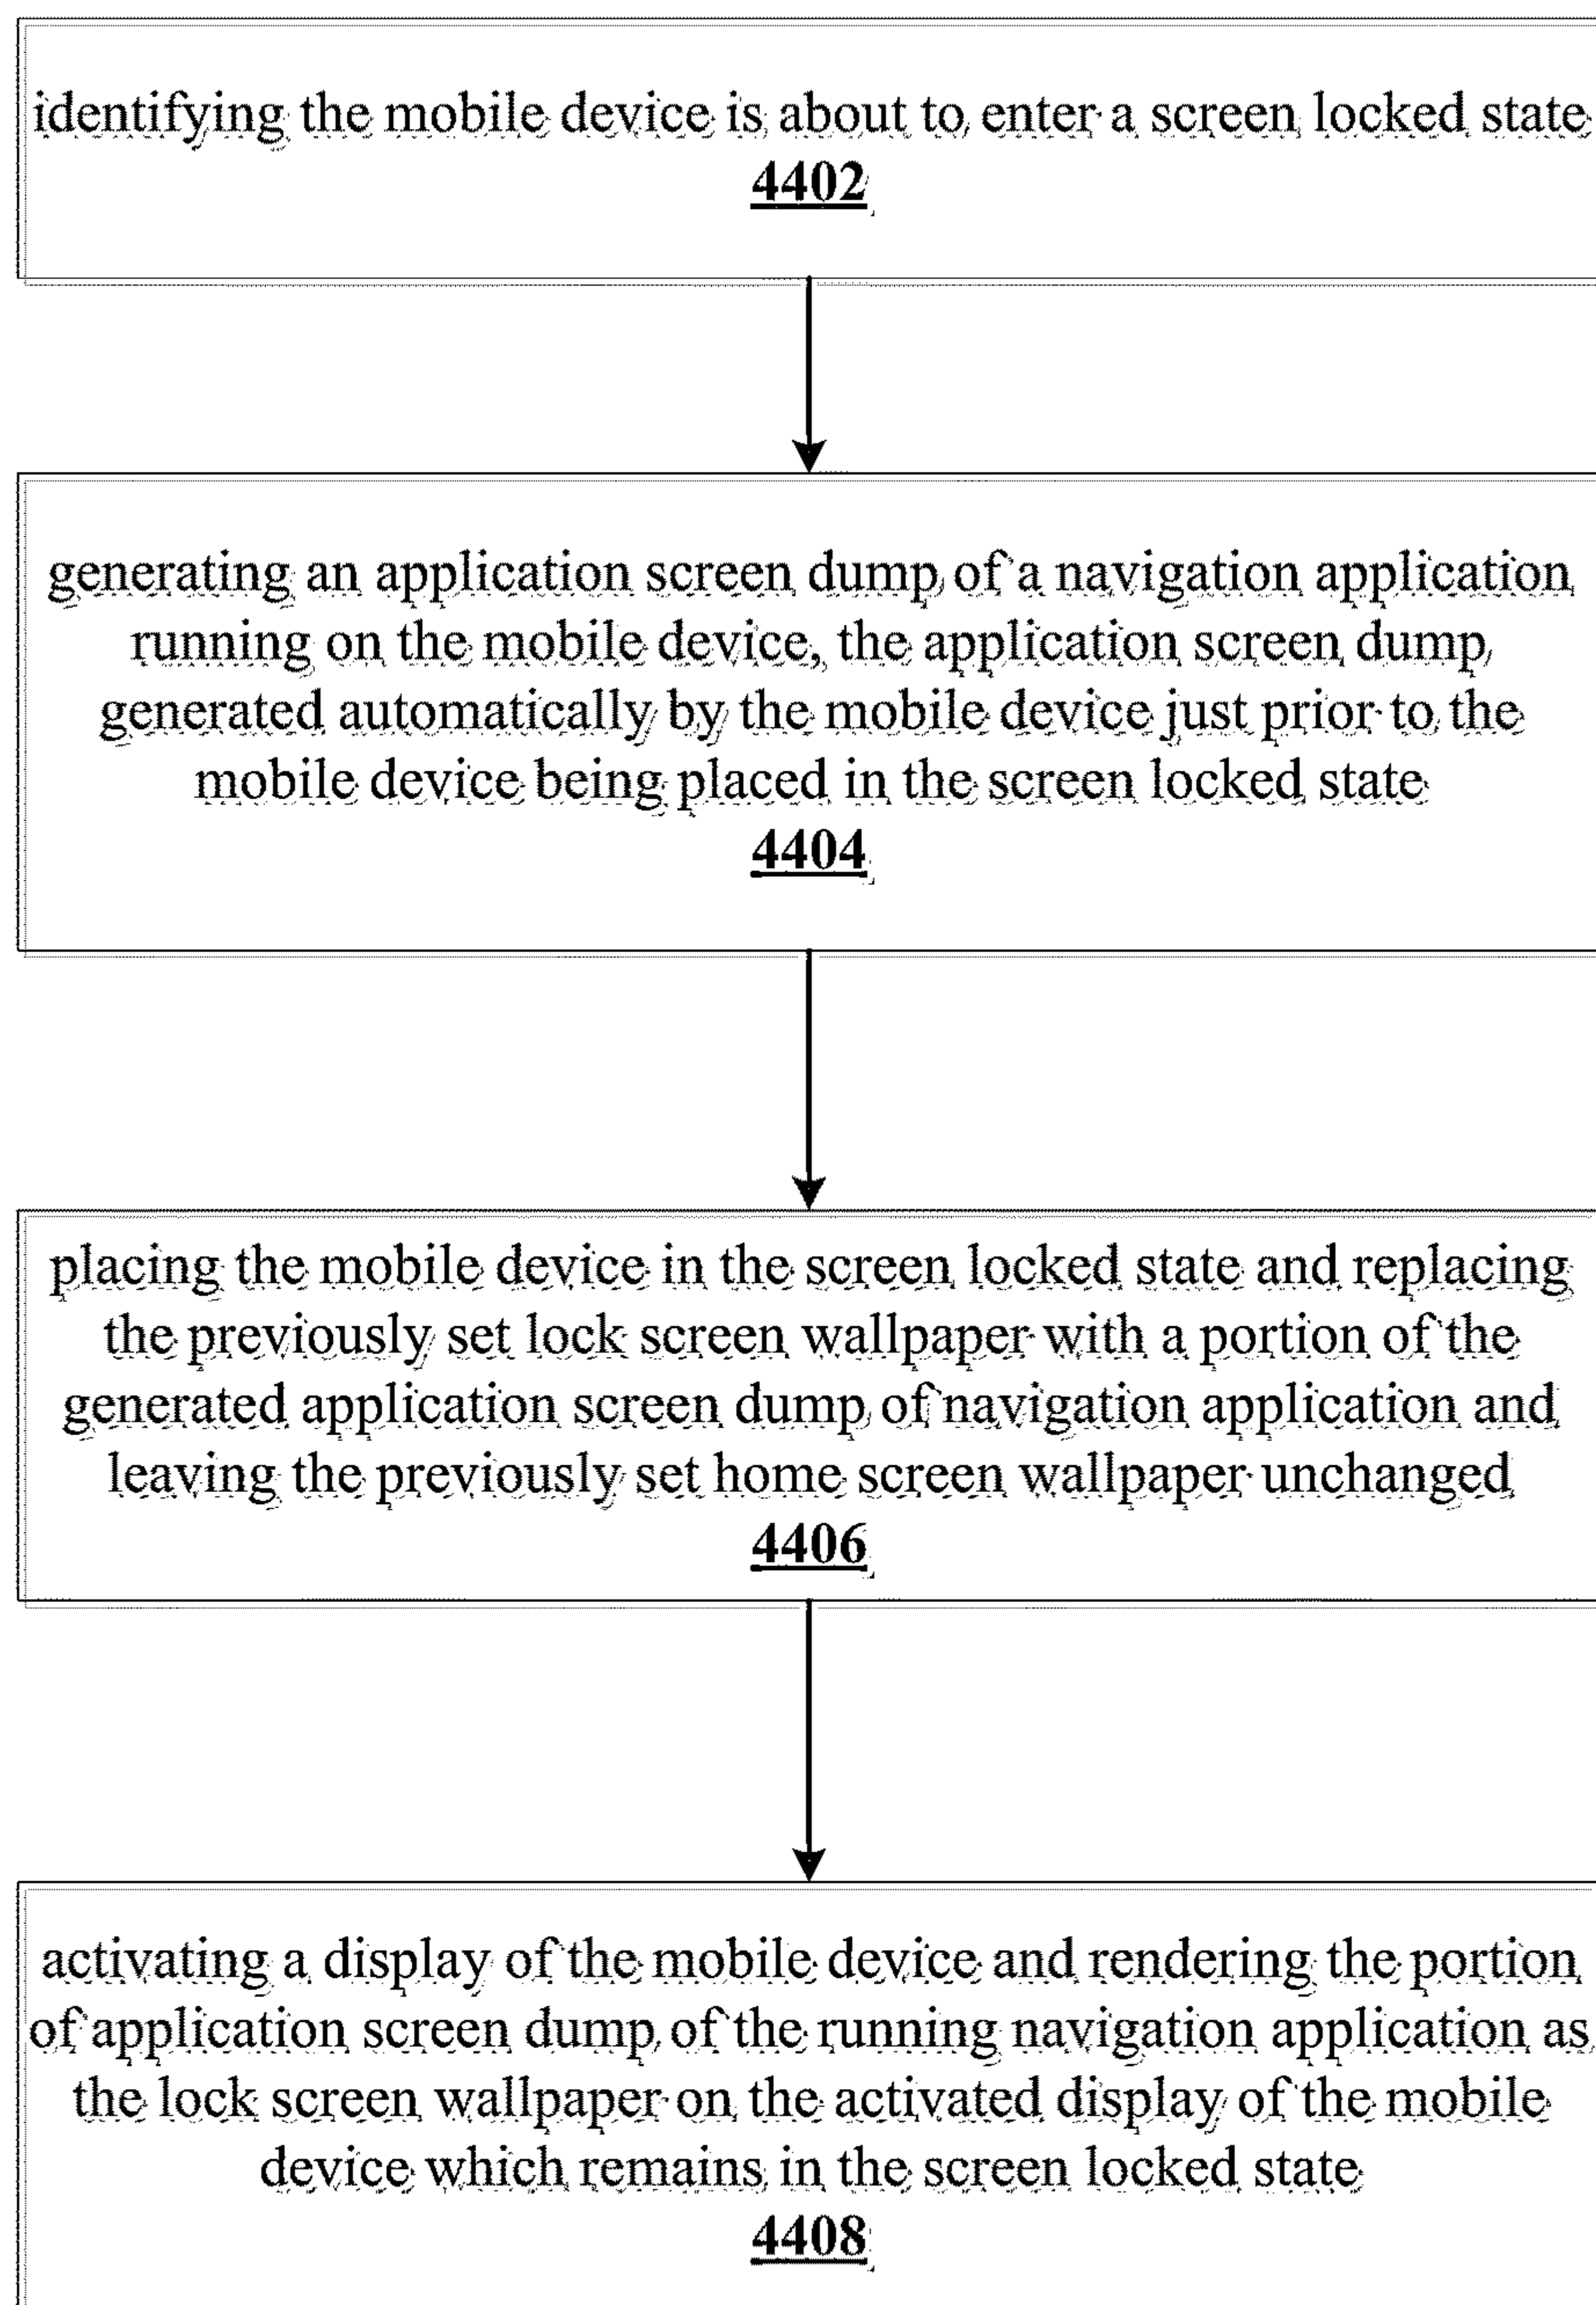 identifying the mobile device is about to enter a screen locked state
4402
generating an application screen dump of a navigation application
running on the mobile device, the application screen dump
generated automatically by the mobile device just prior to the
mobile device being placed in the screen locked state
4404
placing the mobile device in the screen locked state and replacing
the previously set lock screen wallpaper with a portion of the
generated application screen dump of navigation application and
leaving the previously set home screen wallpaper unchanged
4406
activating a display of the mobile device and rendering the portion
of application screen dump of the running navigation application as
the lock screen wallpaper on the activated display of the mobile
device which remains in the screen locked state
4408